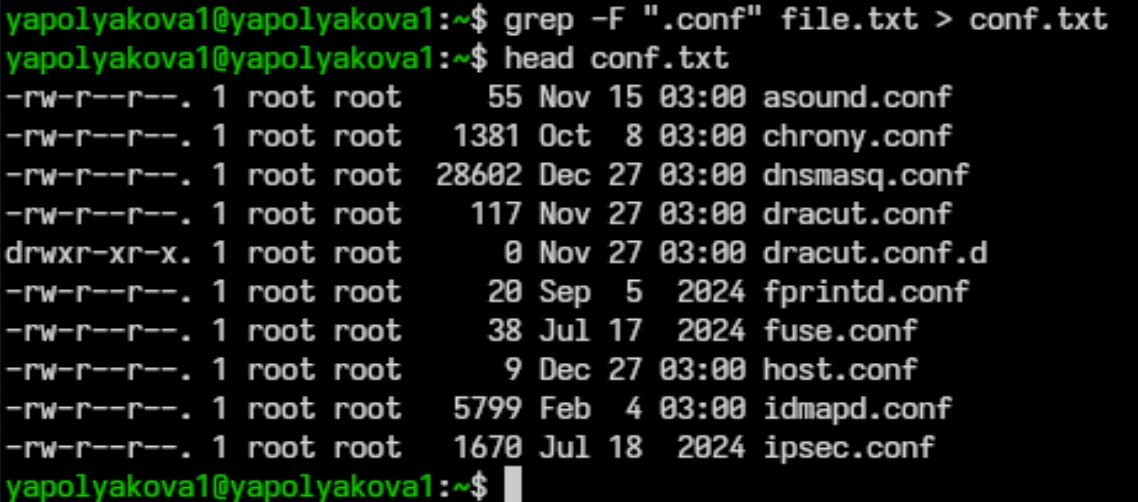 yapolyakova1@yapolyakova1:~$ grep -F ".conf" file.txt > conf.txt
yapolyakova1@yapolyakova1:~$ head conf.txt
-rw-r--r--. 1 root root     55 Nov 15 03:00 asound.conf
-rw-r--r--. 1 root root   1381 Oct  8 03:00 chrony.conf
-rw-r--r--. 1 root root  28602 Dec 27 03:00 dnsmasq.conf
-rw-r--r--. 1 root root    117 Nov 27 03:00 dracut.conf
drwxr-xr-x. 1 root root      0 Nov 27 03:00 dracut.conf.d
-rw-r--r--. 1 root root     20 Sep  5  2024 fprintd.conf
-rw-r--r--. 1 root root     38 Jul 17  2024 fuse.conf
-rw-r--r--. 1 root root      9 Dec 27 03:00 host.conf
-rw-r--r--. 1 root root   5799 Feb  4 03:00 idmapd.conf
-rw-r--r--. 1 root root   1670 Jul 18  2024 ipsec.conf
yapolyakova1@yapolyakova1:~$